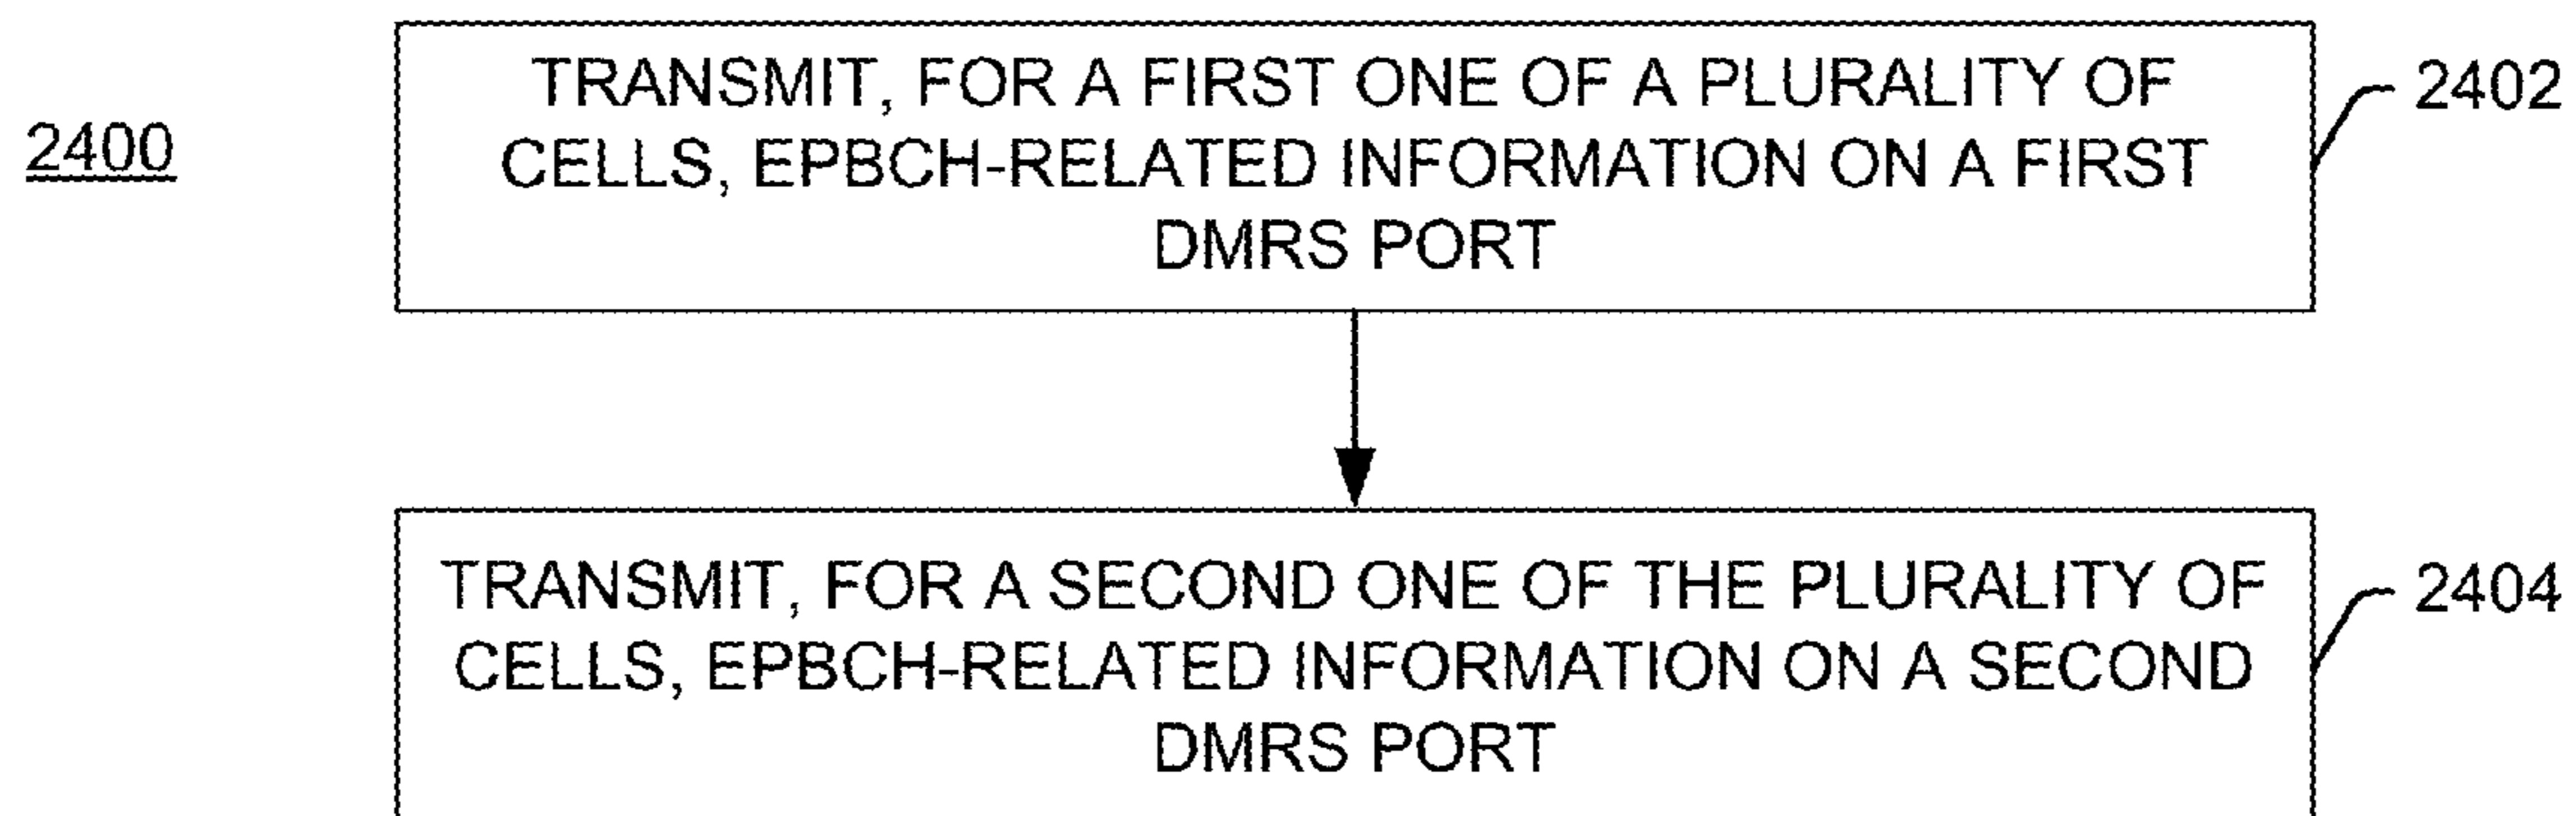 2400
TRANSMIT, FOR A FIRST ONE OF A PLURALITY OF
CELLS, EPBCH-RELATED INFORMATION ON A FIRST
DMRS PORT
2402
TRANSMIT, FOR A SECOND ONE OF THE PLURALITY OF
CELLS, EPBCH-RELATED INFORMATION ON A SECOND
DMRS PORT
2404